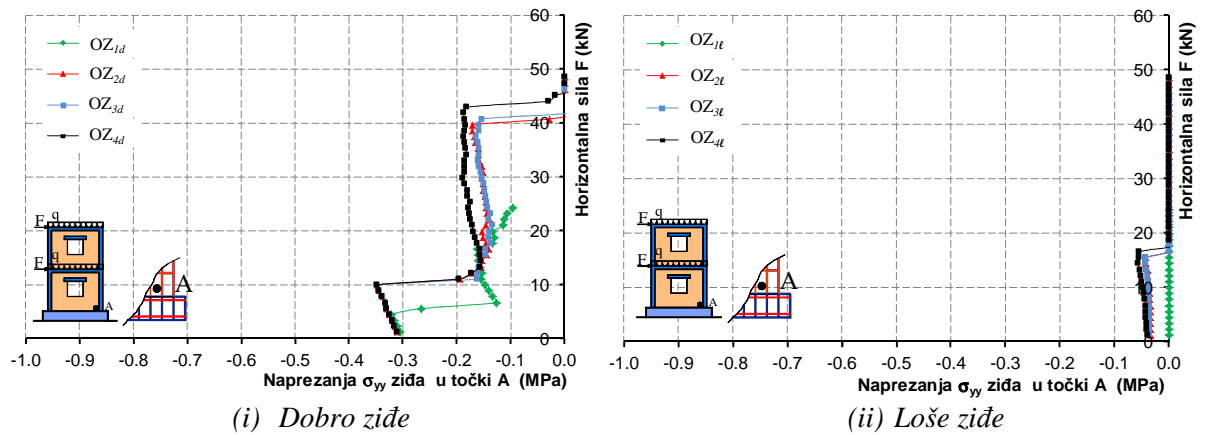 60
50
40
30
20
10
0
Horizontalna sila F (kN)
OZ1d
OZ2d
OZ3d
OZ4d
F q
F q
A
A
-1.0 -0.9 -0.8 -0.7 -0.6 -0.5 -0.4 -0.3 -0.2 -0.1 0.0
Naprezanja σyy ziđa u točki A (MPa)
(i) Dobro ziđe
60
50
40
30
20
10
0
Horizontalna sila F (kN)
OZ1ℓ
OZ2ℓ
OZ3ℓ
OZ4ℓ
F q
F q
A
A
-1.0 -0.9 -0.8 -0.7 -0.6 -0.5 -0.4 -0.3 -0.2 -0.1 0.0
Naprezanja σyy ziđa u točki A (MPa)
(ii) Loše ziđe